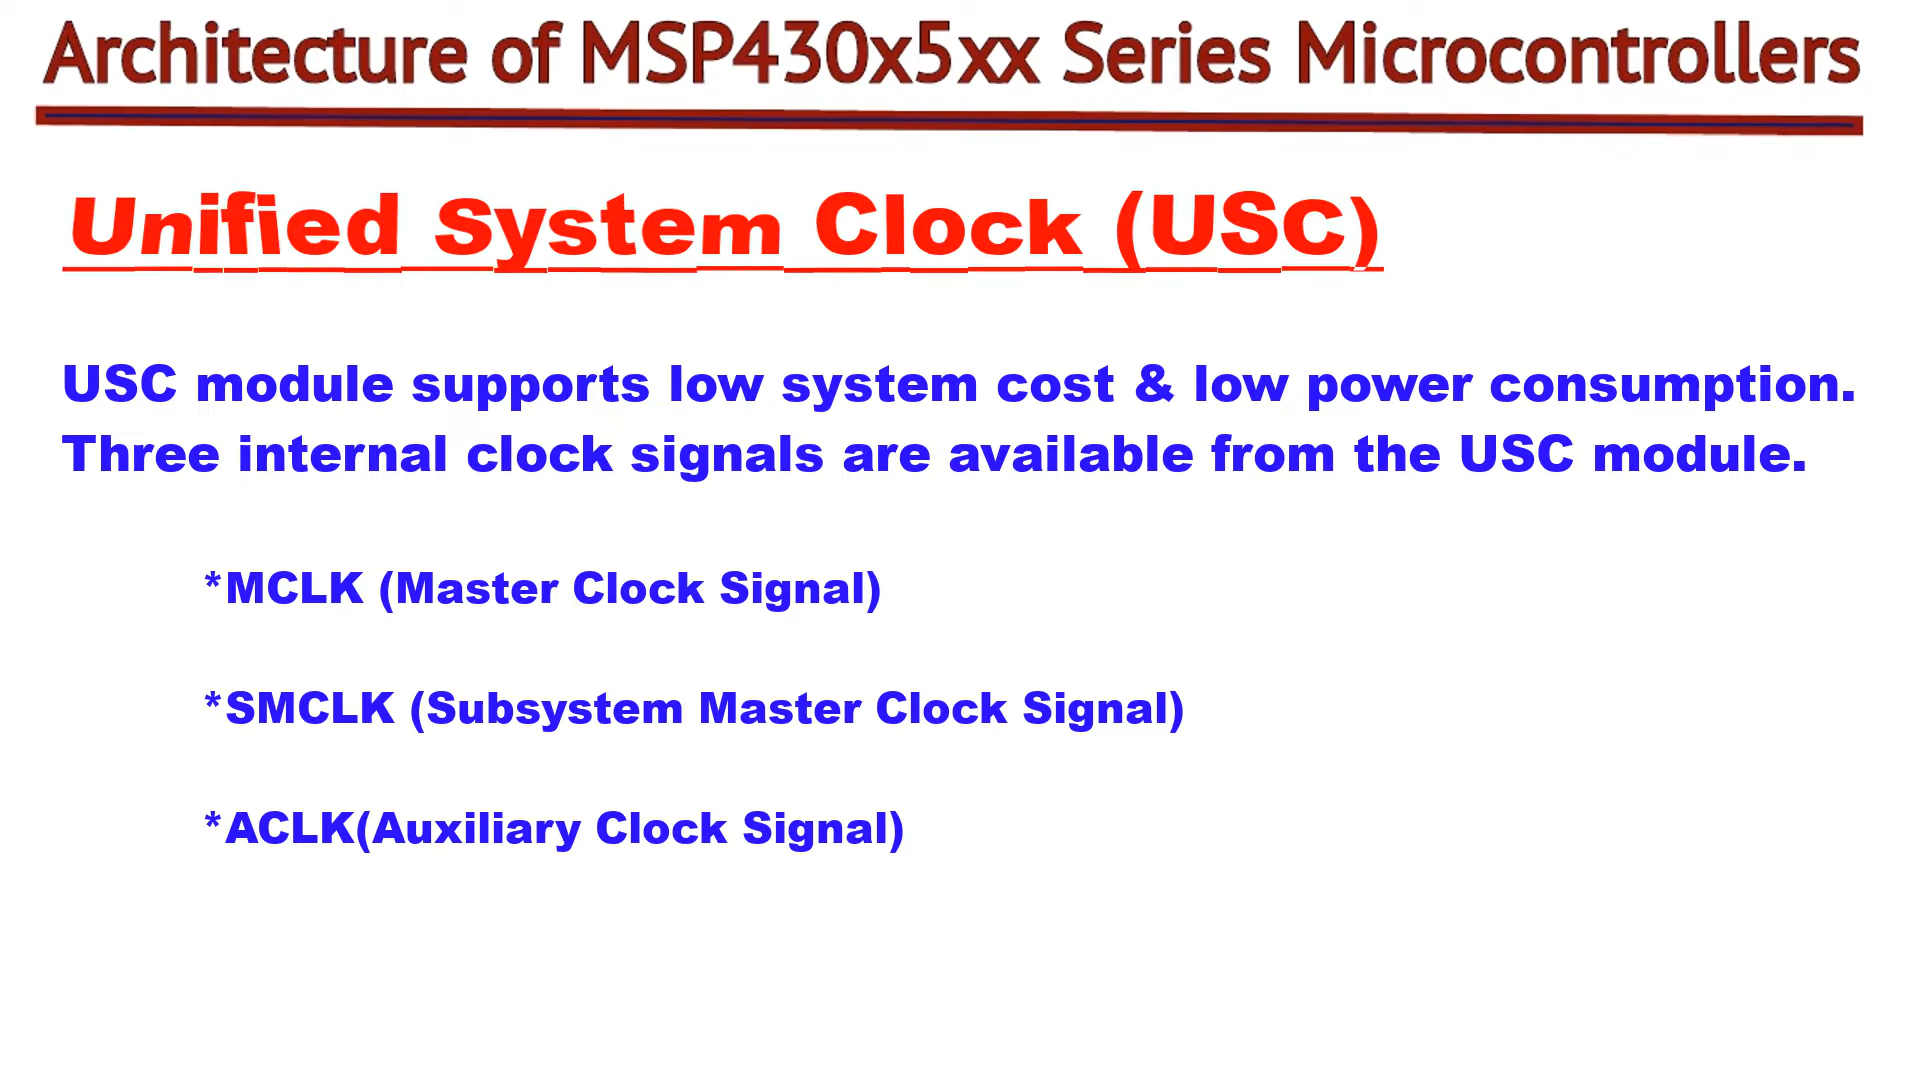 Architecture of MSP430x5xx Series Microcontrollers
Unified System Clock (USC)
USC module supports low system cost & low power consumption.
Three internal clock signals are available from the USC module.
*MCLK (Master Clock Signal)
*SMCLK (Subsystem Master Clock Signal)
*ACLK(Auxiliary Clock Signal)